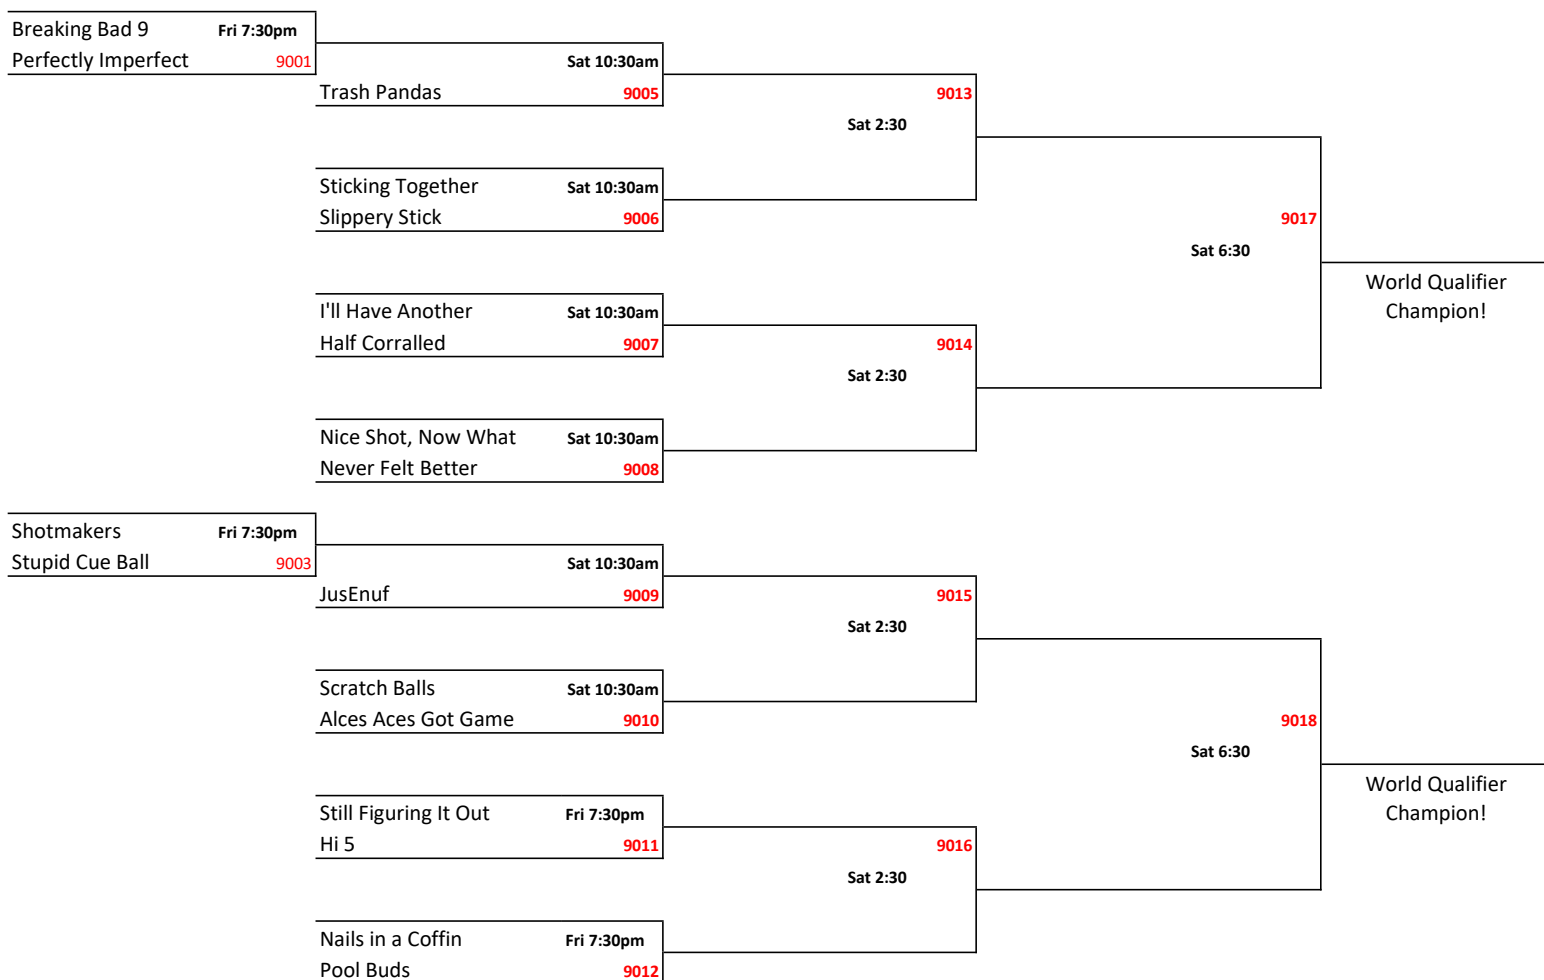 Breaking Bad 9 Fri 7:30pm
Perfectly Imperfect 9001
Sat 10:30am
Trash Pandas 9005
9013
Sat 2:30
Sticking Together Sat 10:30am
Slippery Stick 9006
9017
Sat 6:30
World Qualifier
Champion!
I'll Have Another Sat 10:30am
Half Corralled 9007
9014
Sat 2:30
Nice Shot, Now What Sat 10:30am
Never Felt Better 9008
Shotmakers Fri 7:30pm
Stupid Cue Ball 9003
Sat 10:30am
JusEnuf 9009
9015
Sat 2:30
Scratch Balls Sat 10:30am
Alces Aces Got Game 9010
9018
Sat 6:30
World Qualifier
Champion!
Still Figuring It Out Fri 7:30pm
Hi 5 9011
9016
Sat 2:30
Nails in a Coffin Fri 7:30pm
Pool Buds 9012